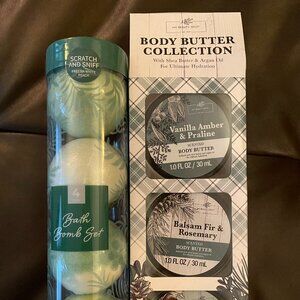 SCRATCH
AND SNIFF
Bath
Bomb Set
BODY BUTTER
COLLECTION
With Shea Butter & Argan Oil
For Ultimate Hydration
Vanilla Amber
& Praline
SCENTED
BODY BUTTER
1.0 FL OZ / 30 mL
Balsam Fir &
Rosemary
SCENTED
BODY BUTTER
1.0 FL OZ / 30 mL